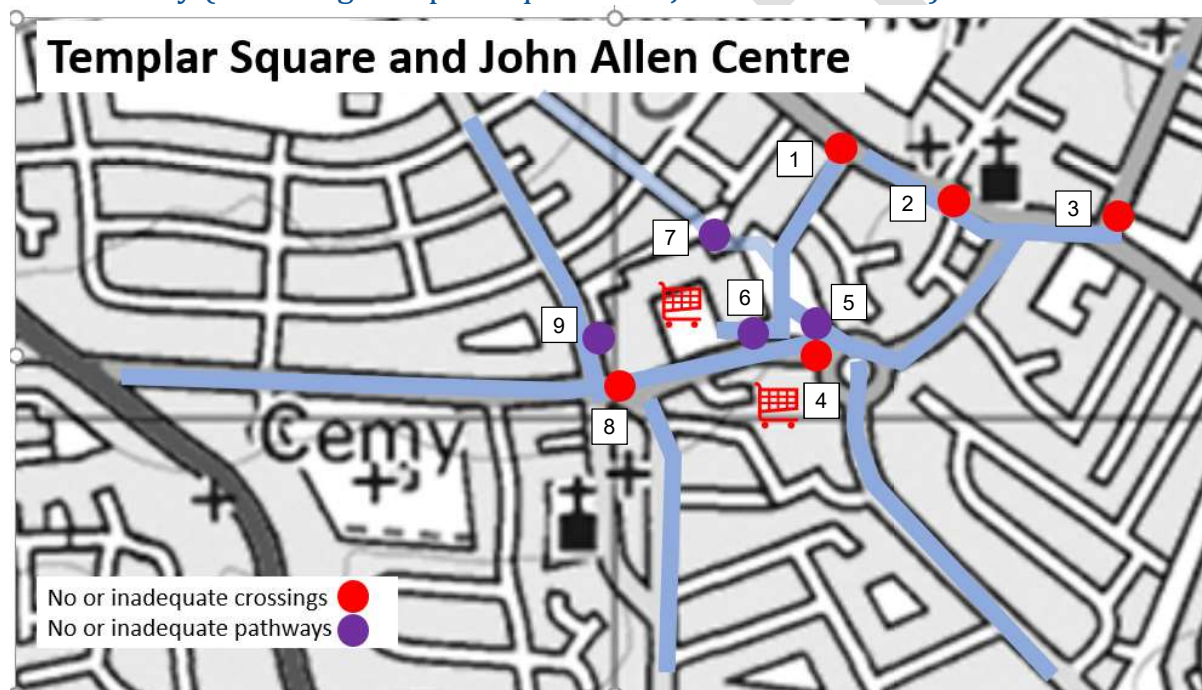 Templar Square and John Allen Centre
1
2
3
7
6
5
9
4
8
Cemy
No or inadequate crossings
No or inadequate pathways